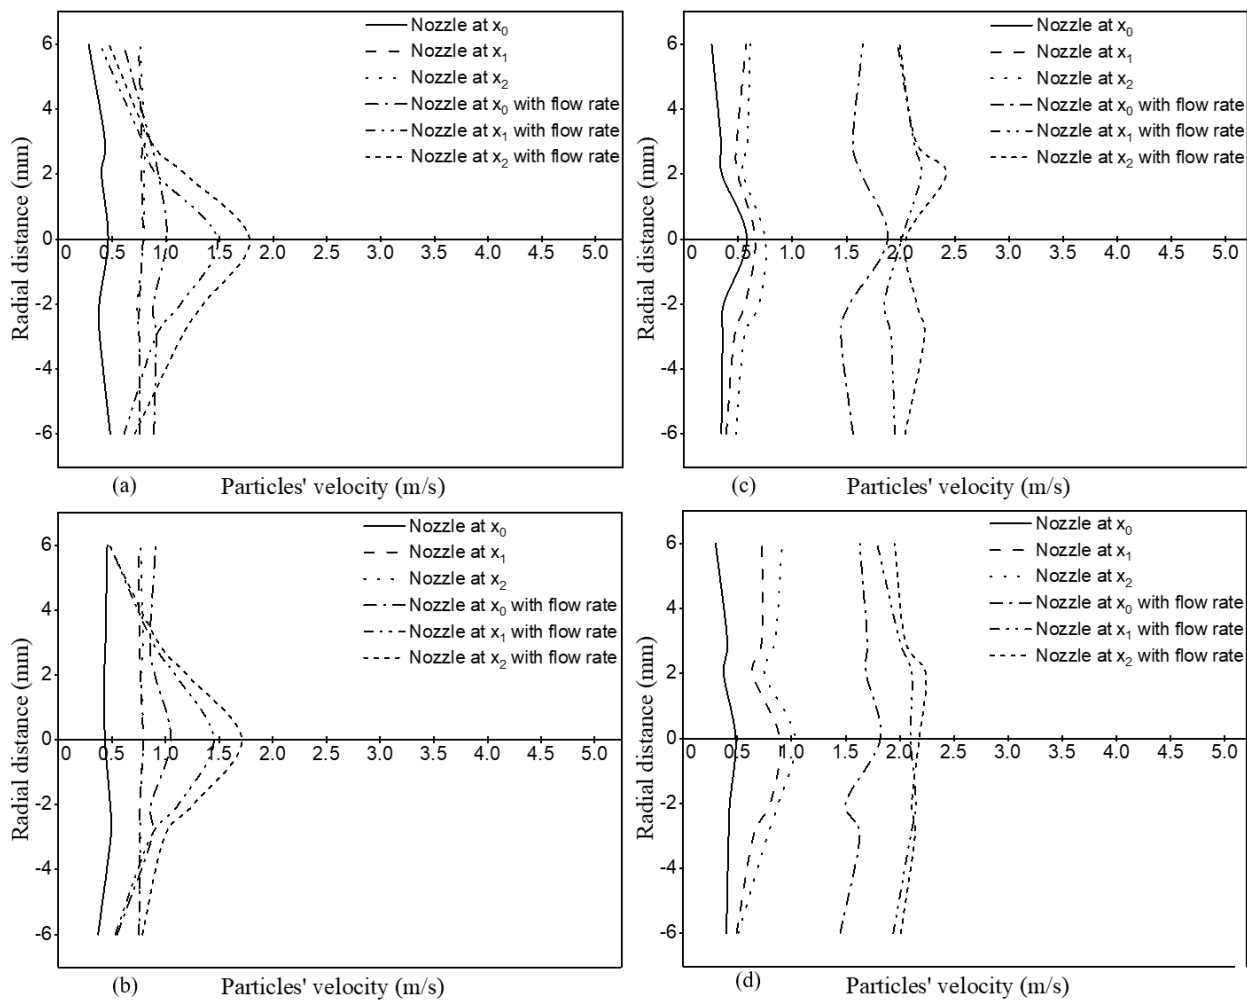 Nozzle at x0
Nozzle at x1
Nozzle at x2
Nozzle at x0 with flow rate
Nozzle at x1 with flow rate
Nozzle at x2 with flow rate
Radial distance (mm)
6
4
2
0
-2
-4
-6
0 0.5 1.0 1.5 2.0 2.5 3.0 3.5 4.0 4.5 5.0
(a) Particles' velocity (m/s)
Nozzle at x0
Nozzle at x1
Nozzle at x2
Nozzle at x0 with flow rate
Nozzle at x1 with flow rate
Nozzle at x2 with flow rate
Radial distance (mm)
6
4
2
0
-2
-4
-6
0 0.5 1.0 1.5 2.0 2.5 3.0 3.5 4.0 4.5 5.0
(c) Particles' velocity (m/s)
Nozzle at x0
Nozzle at x1
Nozzle at x2
Nozzle at x0 with flow rate
Nozzle at x1 with flow rate
Nozzle at x2 with flow rate
Radial distance (mm)
6
4
2
0
-2
-4
-6
0 0.5 1.0 1.5 2.0 2.5 3.0 3.5 4.0 4.5 5.0
(b) Particles' velocity (m/s)
Nozzle at x0
Nozzle at x1
Nozzle at x2
Nozzle at x0 with flow rate
Nozzle at x1 with flow rate
Nozzle at x2 with flow rate
Radial distance (mm)
6
4
2
0
-2
-4
-6
0 0.5 1.0 1.5 2.0 2.5 3.0 3.5 4.0 4.5 5.0
(d) Particles' velocity (m/s)